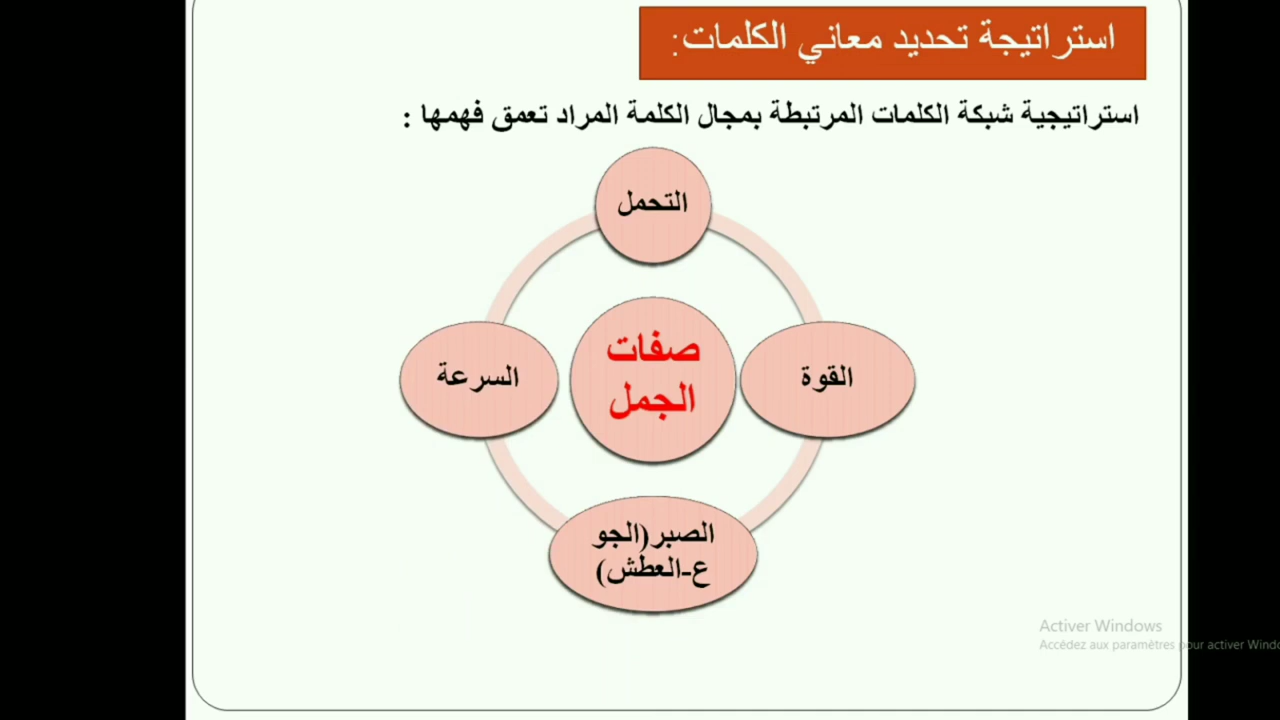 استراتيجة تحديد معاني الكلمات:
استراتيجية شبكة الكلمات المرتبطة بمجال الكلمة المراد تعمق فهمها :
التحمل
القوة
صفات
الجمل
السرعة
الصبر(الجو
ع-العطش)
Activer Windows
Accédez aux paramètres pour activer Windo